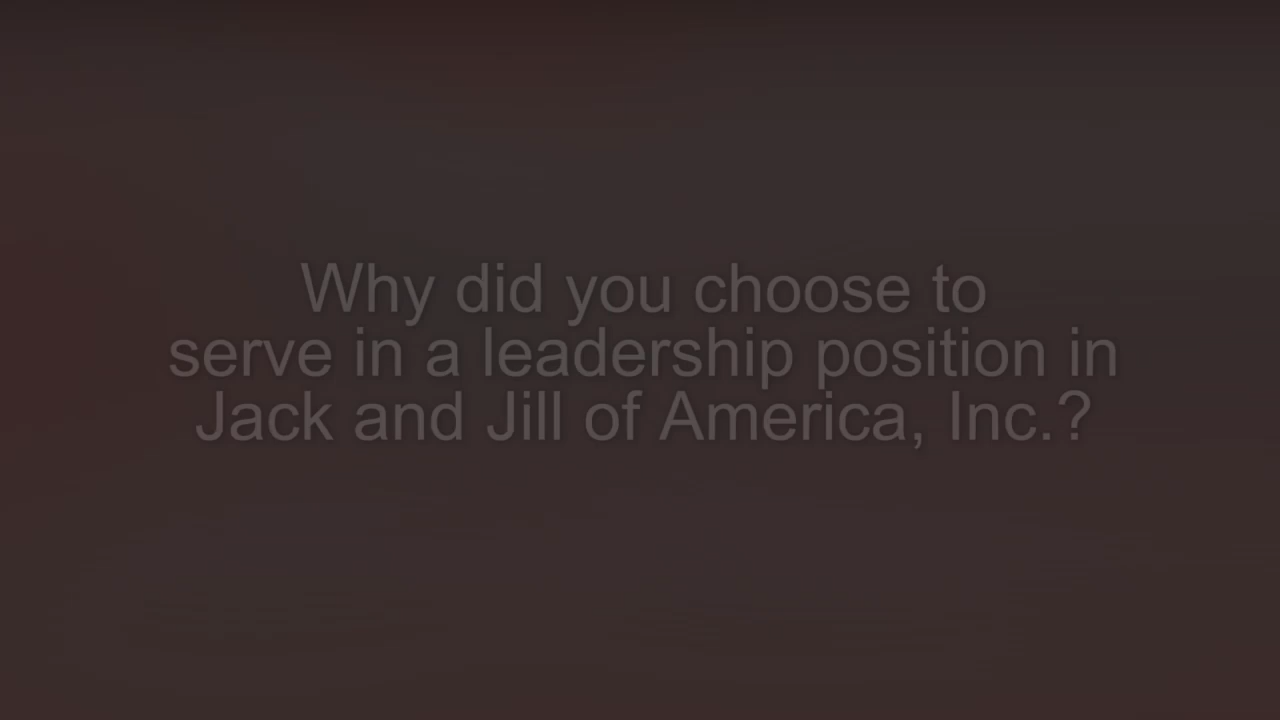 Why did you choose to
serve in a leadership position in
Jack and Jill of America, Inc.?